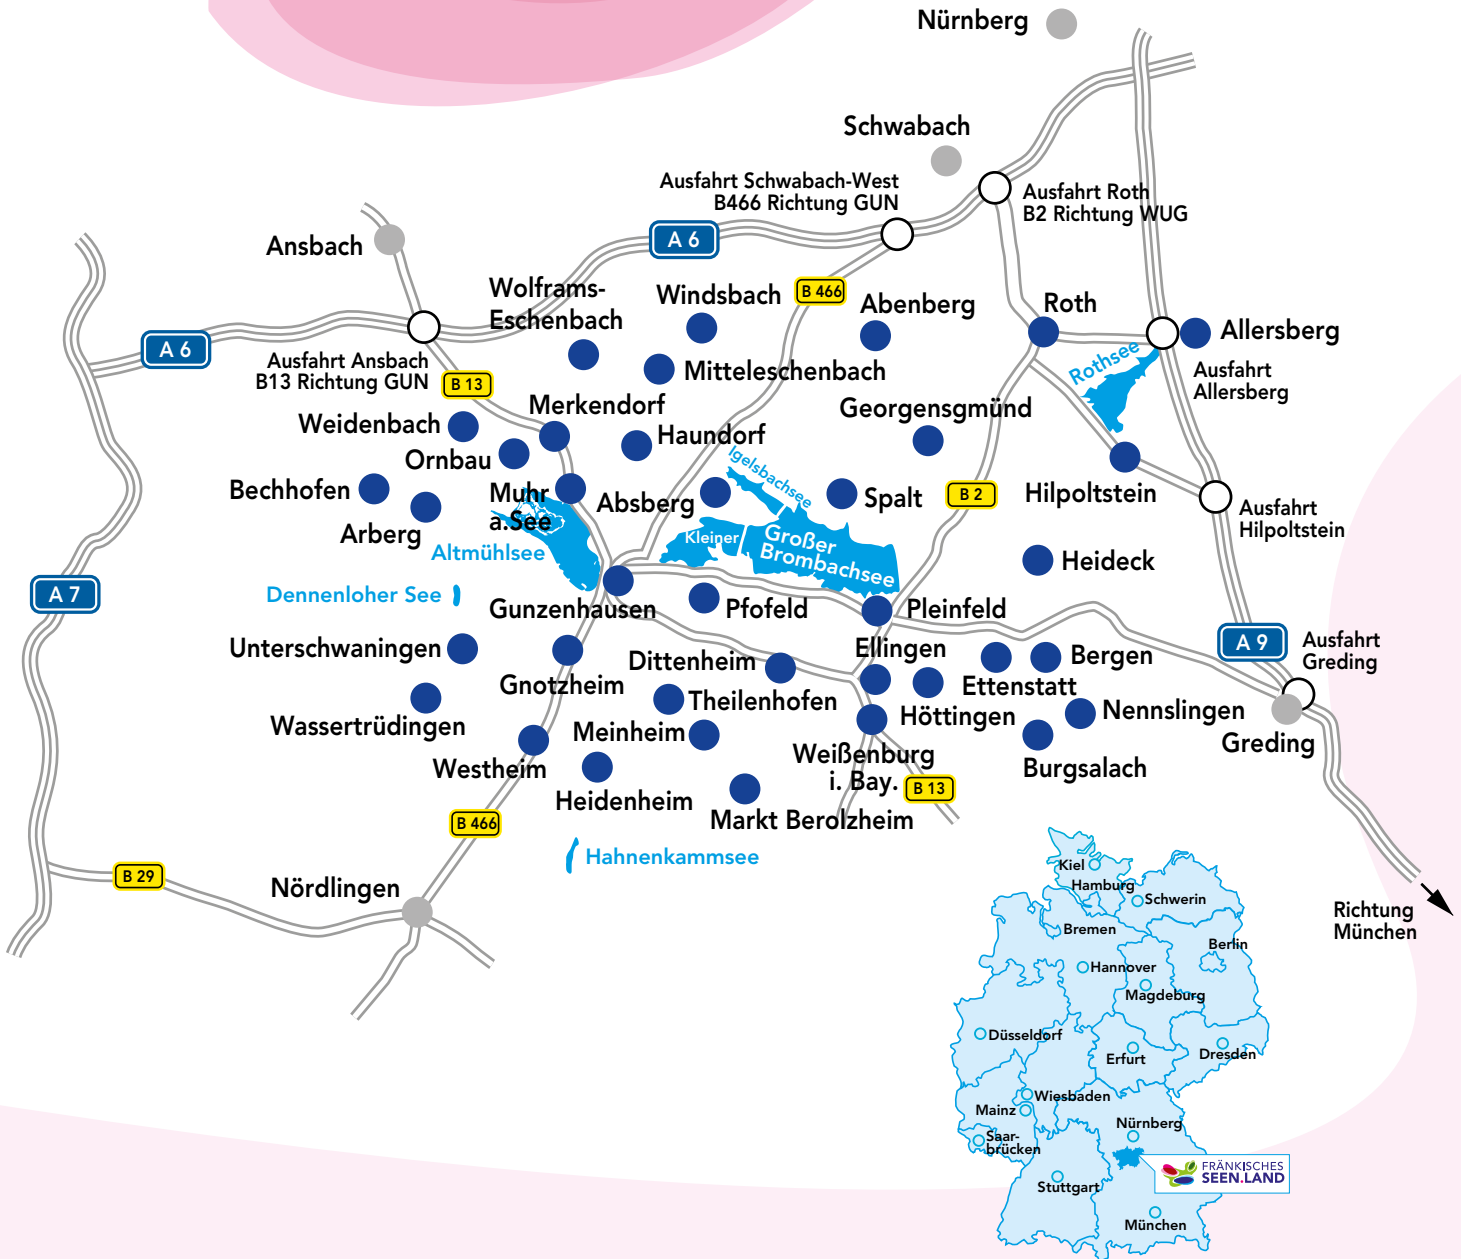 Nürnberg
Schwabach
Ausfahrt Schwabach-West
B466 Richtung GUN
Ausfahrt Roth
B2 Richtung WUG
Ansbach
A 6
Wolframs-
Eschenbach
Windsbach
B 466
Abenberg
Roth
Allersberg
A 6
Ausfahrt Ansbach
B13 Richtung GUN
B 13
Mitteleschenbach
Rothsee
Ausfahrt
Allersberg
Weidenbach
Merkendorf
Georgensgmünd
Haundorf
Ornbau
Igelsbachsee
Bechhofen
Muhr
a.See
Absberg
Spalt
B 2
Hilpoltstein
Ausfahrt
Hilpoltstein
Arberg
Altmühlsee
Kleiner
Großer
Brombachsee
Heideck
A 7
Dennenloher See
Gunzenhausen
Pfofeld
Pleinfeld
Unterschwaningen
Dittenheim
Ellingen
Bergen
A 9
Ausfahrt
Greding
Gnotzheim
Ettenstatt
Theilenhofen
Wassertrüdingen
Höttingen
Nennslingen
Meinheim
Greding
Westheim
Weißenburg
i. Bay.
Burgsalach
B 13
Heidenheim
Markt Berolzheim
B 466
Hahnenkammsee
B 29
Nördlingen
Richtung
München
Kiel
Hamburg
Schwerin
Bremen
Berlin
Hannover
Magdeburg
Düsseldorf
Erfurt
Dresden
Wiesbaden
Mainz
Nürnberg
Saar-
brücken
FRÄNKISCHES
SEEN.LAND
Stuttgart
München